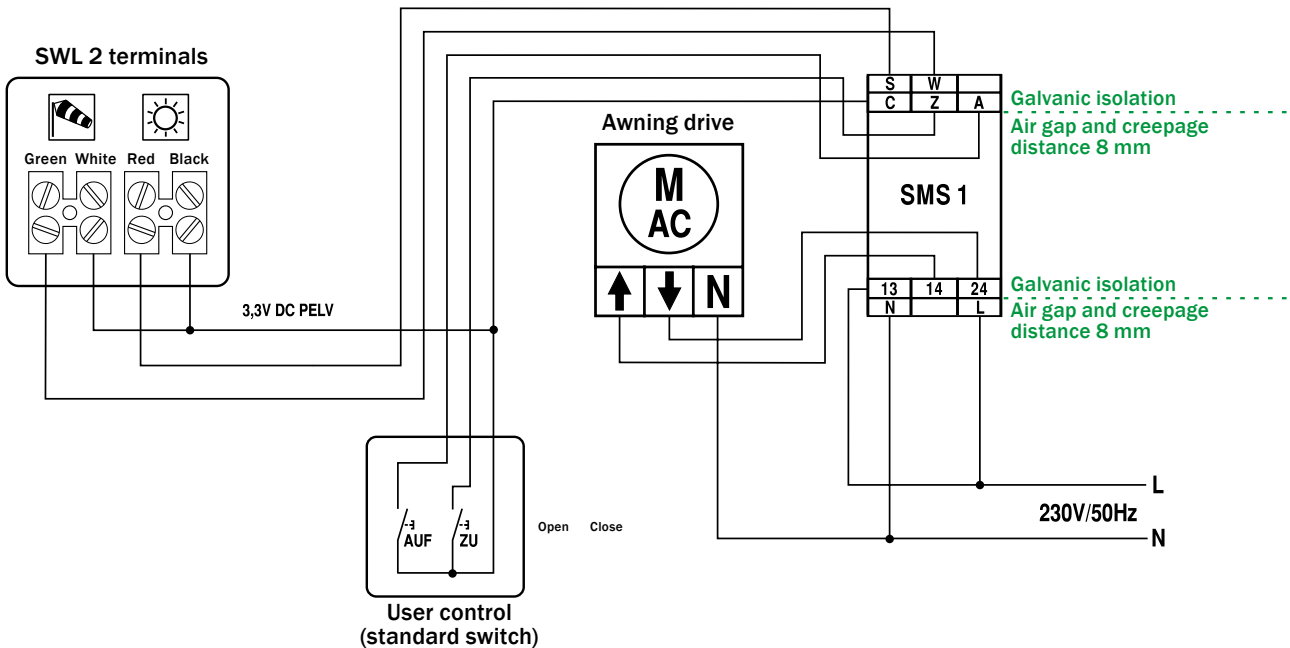 SWL 2 terminals
Green White Red Black
3,3V DC PELV
Awning drive
M
AC
N
S W
C Z A
SMS 1
13 14 24
N L
Galvanic isolation
Air gap and creepage
distance 8 mm
Galvanic isolation
Air gap and creepage
distance 8 mm
L
230V/50Hz
N
AUF ZU
Open Close
User control
(standard switch)